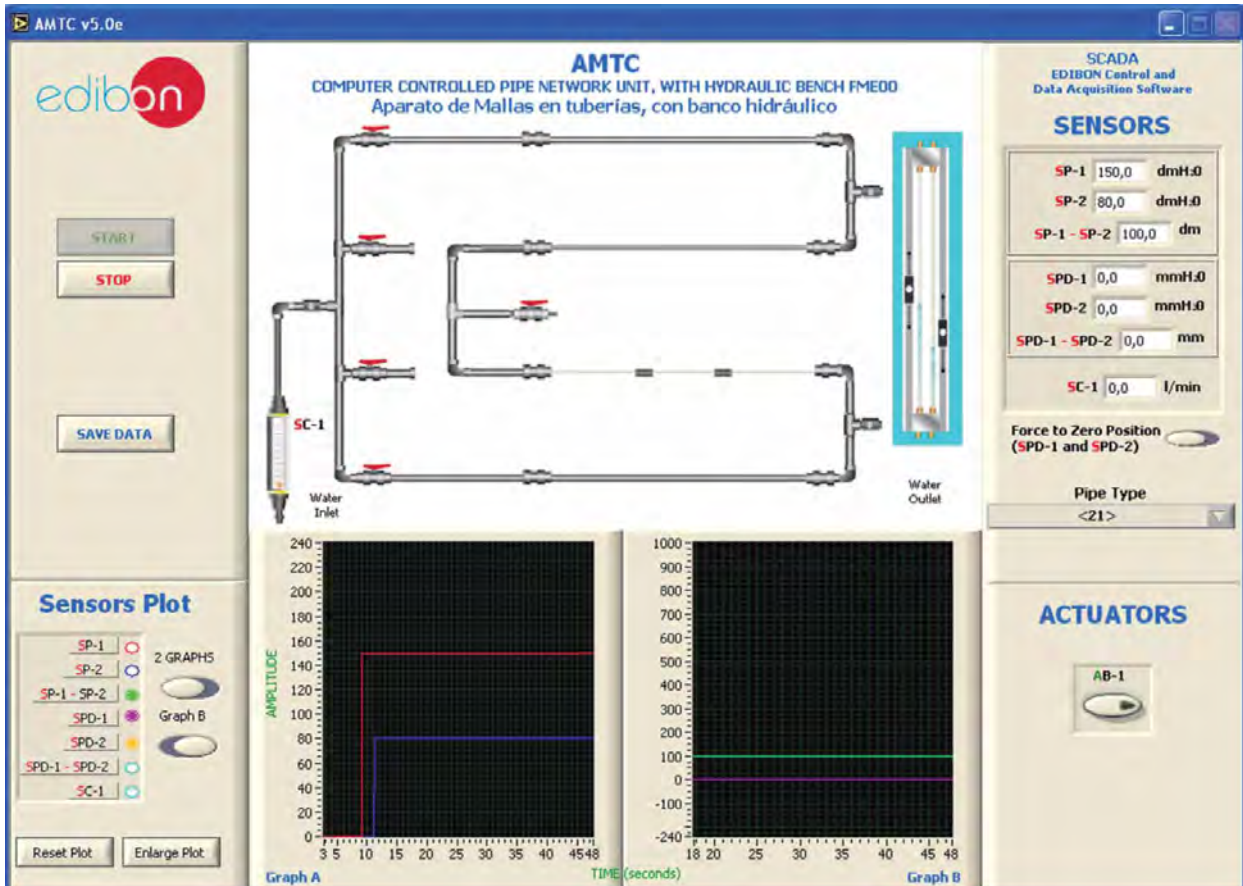 AMTC v5.0e
edibon
START
STOP
SAVE DATA
AMTC
COMPUTER CONTROLLED PIPE NETWORK UNIT, WITH HYDRAULIC BENCH FME00
Aparato de Mallas en tuberías, con banco hidráulico
SC-1
Water
Inlet
Water
Outlet
SCADA
EDIBON Control and
Data Acquisition Software
SENSORS
SP-1 150,0 dmH₂0
SP-2 80,0 dmH₂0
SP-1 - SP-2 100,0 dm
SPD-1 0,0 mmH₂0
SPD-2 0,0 mmH₂0
SPD-1 - SPD-2 0,0 mm
SC-1 0,0 l/min
Force to Zero Position
(SPD-1 and SPD-2)
Pipe Type
<21>
Sensors Plot
SP-1
SP-2
SP-1 - SP-2
SPD-1
SPD-2
SPD-1 - SPD-2
SC-1
2 GRAPHS
Graph B
Reset Plot
Enlarge Plot
AMPLITUDE
240
220
200
180
160
140
120
100
80
60
40
20
0
3 5 10 15 20 25 30 35 40 45 48
Graph A
TIME (seconds)
1000
900
800
700
600
500
400
300
200
100
0
-100
-240
18 20 25 30 35 40 45 48
Graph B
ACTUATORS
AB-1